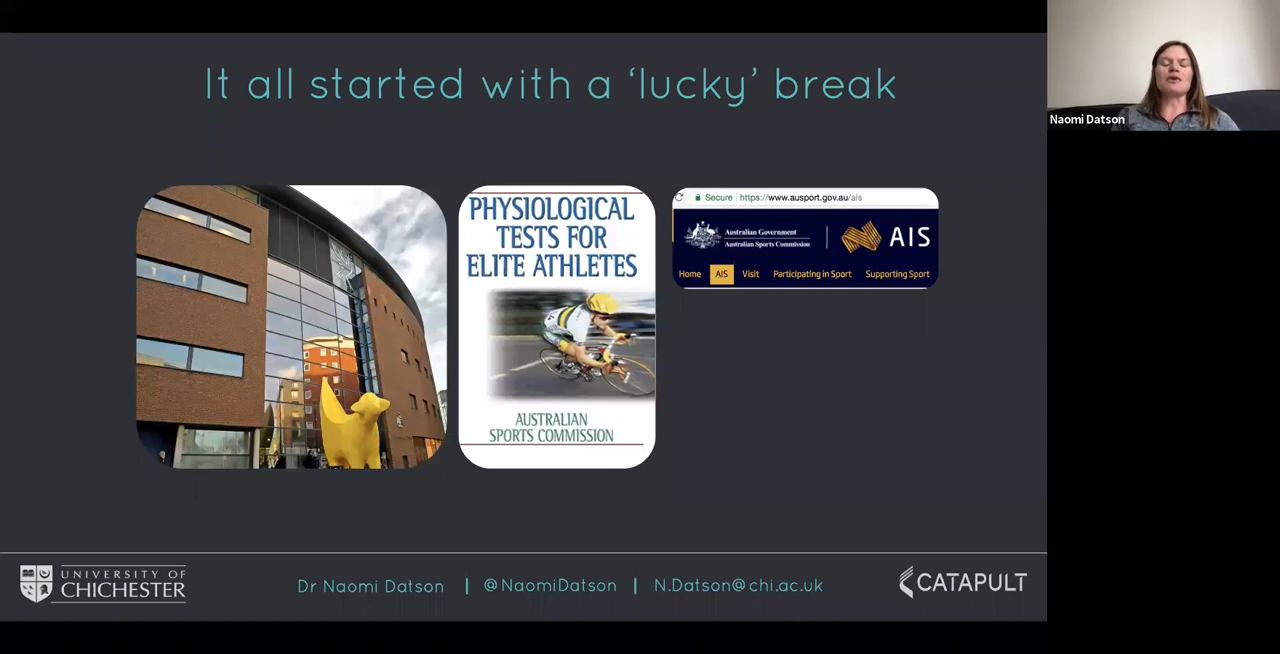 It all started with a ‘lucky’ break
Naomi Datson
PHYSIOLOGICAL
TESTS FOR
ELITE ATHLETES
AUSTRALIAN
SPORTS COMMISSION
Secure | https://www.ausport.gov.au/ais
Australian Government
Australian Sports Commission
AIS
Home AIS Visit Participating in Sport Supporting Sport
UNIVERSITY OF
CHICHESTER
Dr Naomi Datson | @NaomiDatson | N.Datson@chi.ac.uk
CATAPULT